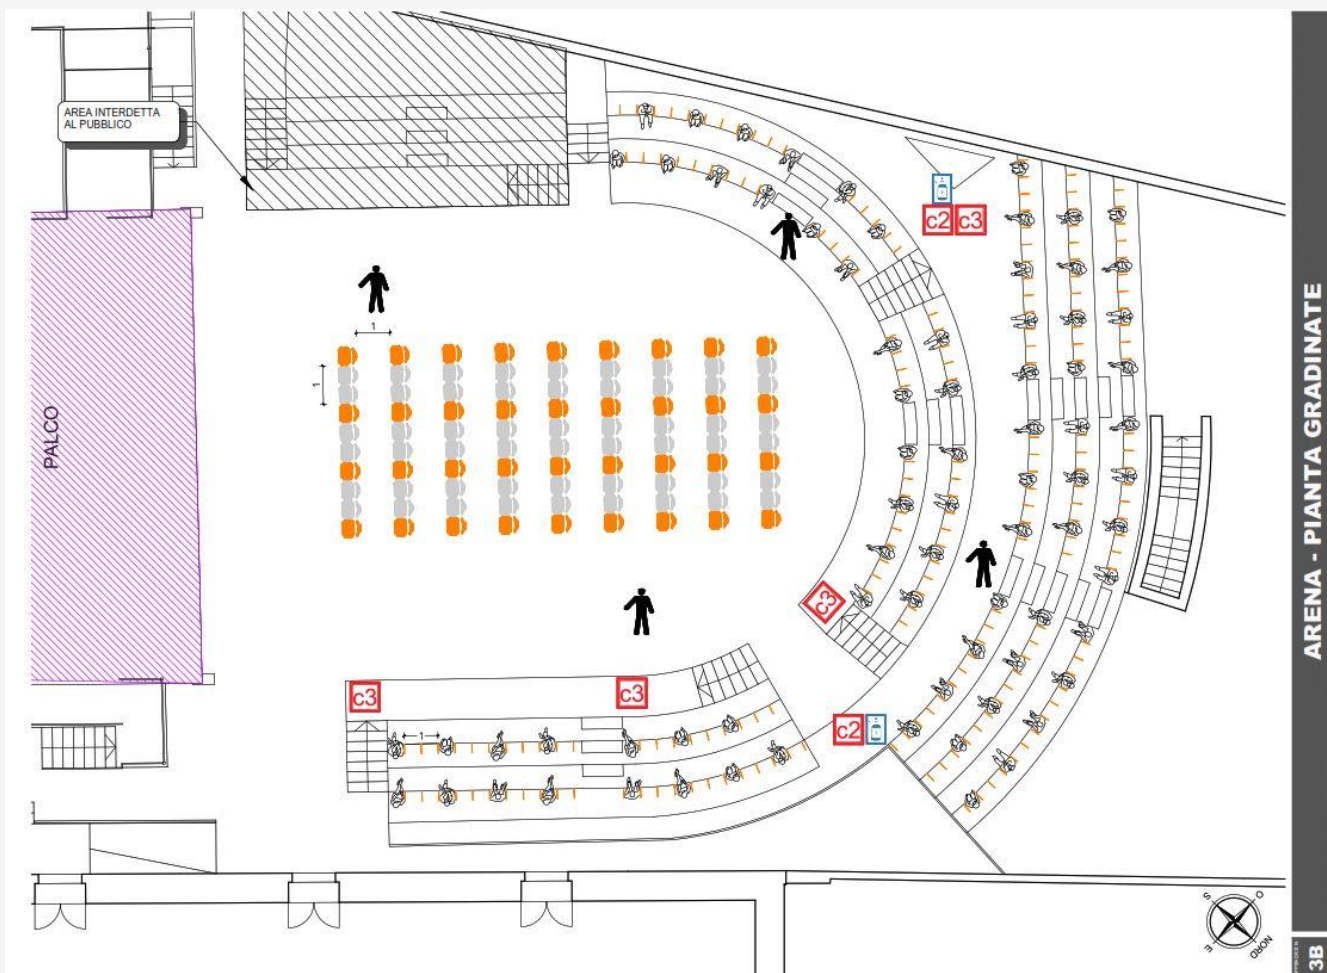 AREA INTERDETTA
AL PUBBLICO
c2 c3
1
1
PALCO
c3
c3
c3
1
c2
S O
E NORD
ARENA - PIANTA GRADINATE
3B